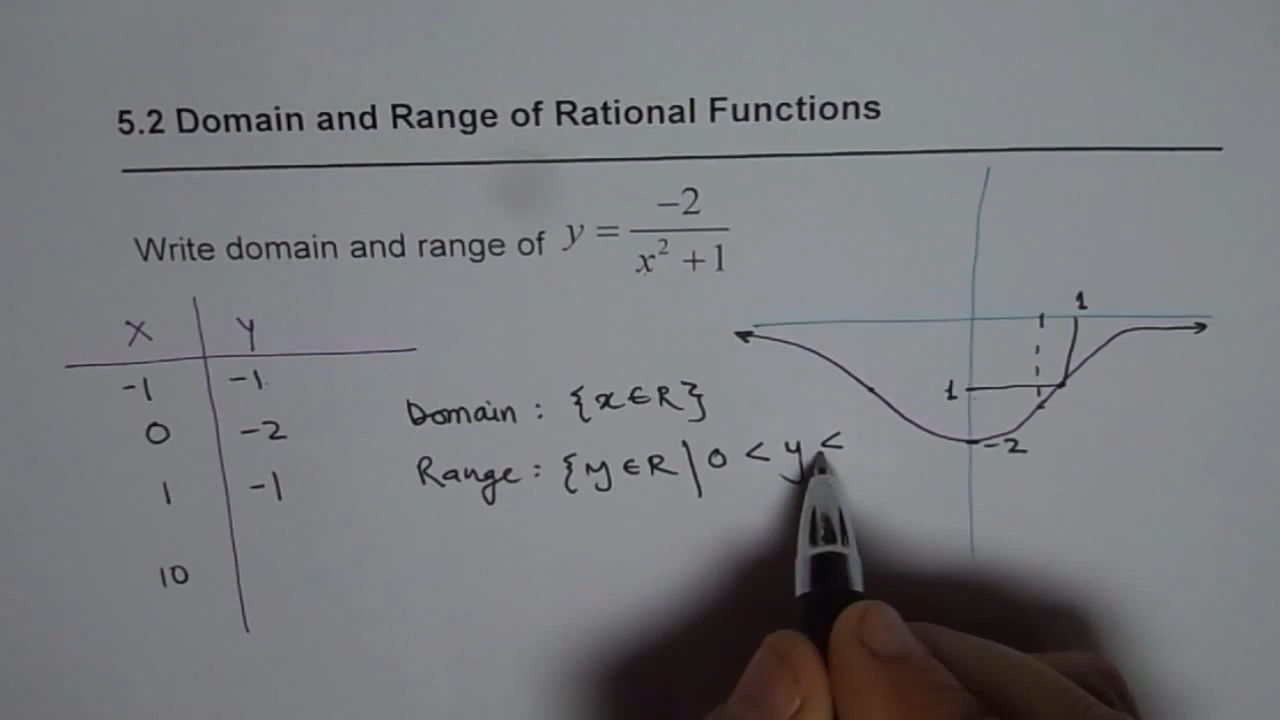 5.2 Domain and Range of Rational Functions
Write domain and range of y = -2 / (x² + 1)
X Y
-1 -1
0 -2
1 -1
10
Domain : {x ∈ R}
Range : {y ∈ R | 0 < y <
1
1
-2